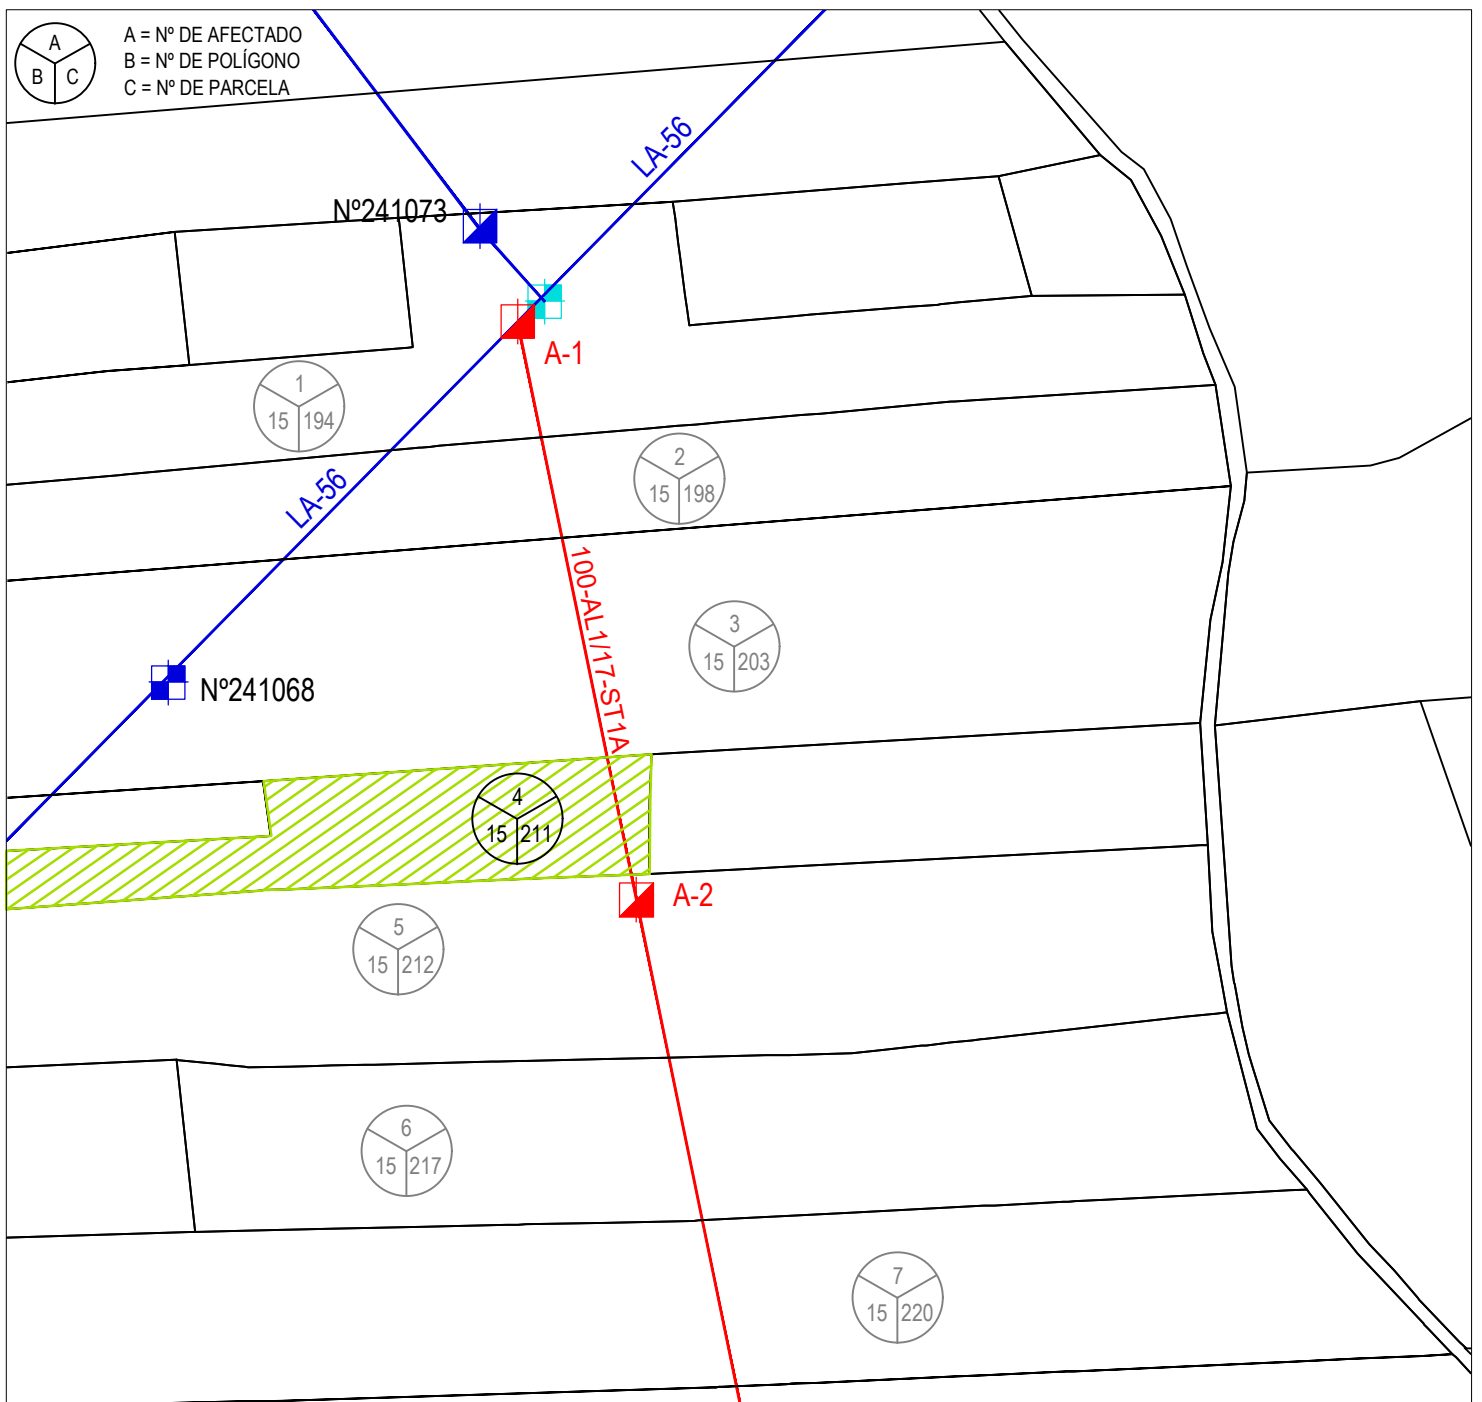 A
B C
A = Nº DE AFECTADO
B = Nº DE POLÍGONO
C = Nº DE PARCELA
LA-56
Nº241073
A-1
1
15 194
2
15 198
LA-56
100-AL1/17-ST1A
3
15 203
Nº241068
4
15 211
A-2
5
15 212
6
15 217
7
15 220